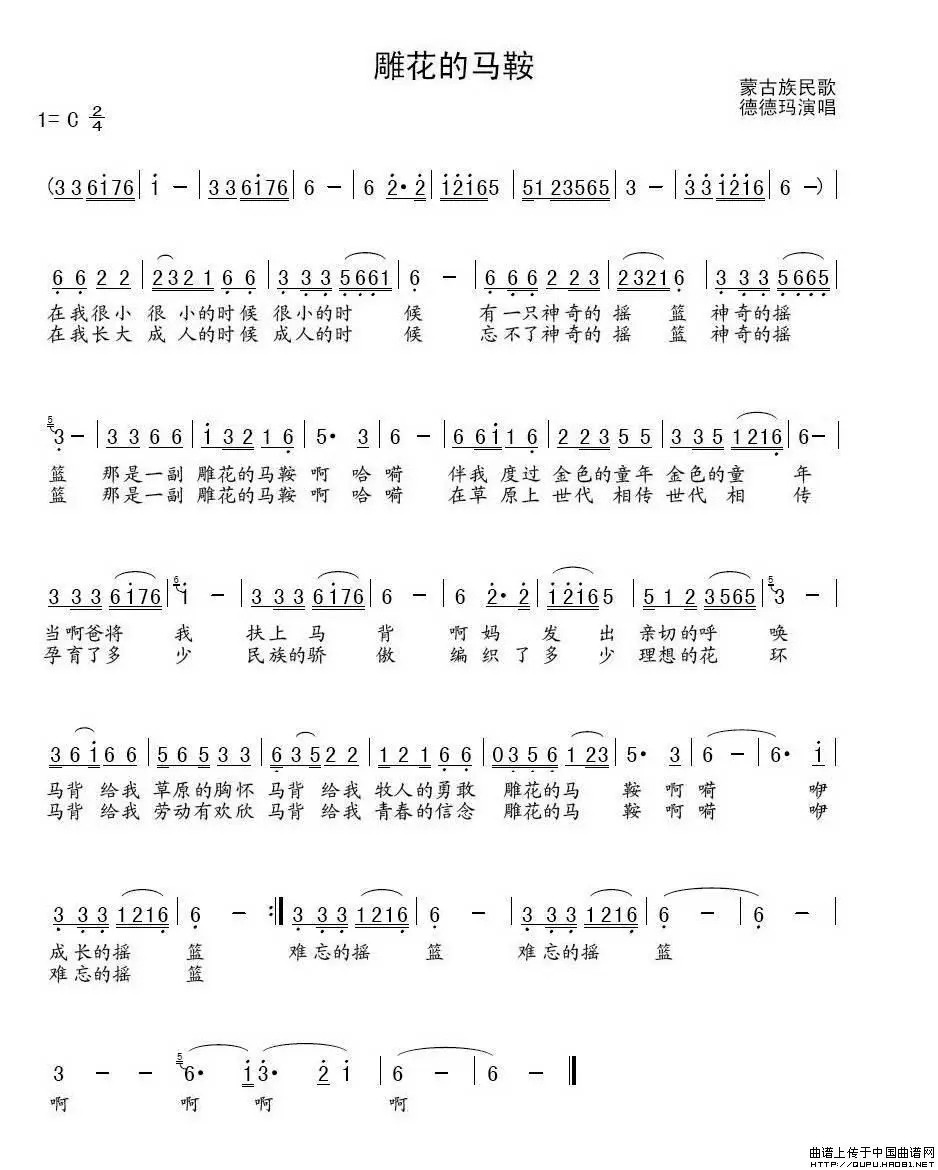 雕花的马鞍
蒙古族民歌
德德玛演唱
1= C 2/4
(3 3 6 i 7 6 | i - | 3 3 6 i 7 6 | 6 - | 6 2· 2 | i 2 i 6 5 | 5 1 2 3 5 6 5 | 3 - | 3 3 i 2 i 6 | 6 -) |
6 6 2 2 | 2 3 2 1 6 6 | 3 3 3 5 6 6 1 | 6 - | 6 6 6 2 2 3 | 2 3 2 1 6 | 3 3 3 5 6 6 5 |
在我很小 很 小的时候 很小的时 候 有一只神奇的 摇 篮 神奇的摇
在我长大 成 人的时候 成人的时 候 忘不了神奇的 摇 篮 神奇的摇
5 3 - | 3 3 6 6 | i 3 2 1 6 | 5· 3 | 6 - | 6 6 i 1 6 | 2 2 3 5 5 | 3 3 5 1 2 1 6 | 6 - |
篮 那是一副 雕花的马鞍 啊 哈 嗬 伴我 度过 金色的童年 金色的童 年
篮 那是一副 雕花的马鞍 啊 哈 嗬 在草 原上 世代 相传 世代 相 传
3 3 3 6 i 7 6 | 6 i - | 3 3 3 6 i 7 6 | 6 - | 6 2· 2 | i 2 i 6 5 | 5 1 2 3 5 6 5 | 5 3 - |
当啊爸将 我 扶上 马 背 啊 妈 发 出 亲切的呼 唤
孕育了多 少 民族的骄 傲 编 织 了 多 少 理想的花 环
3 6 i 6 6 | 5 6 5 3 3 | 6 3 5 2 2 | 1 2 1 6 6 | 0 3 5 6 1 2 3 | 5· 3 | 6 - | 6· i |
马背 给我 草原的胸怀 马背 给我 牧人的勇敢 雕花的马 鞍 啊 嗬 咿
马背 给我 劳动有欢欣 马背 给我 青春的信念 雕花的马 鞍 啊 嗬 咿
3 3 3 1 2 1 6 | 6 - :| 3 3 3 1 2 1 6 | 6 - | 3 3 3 1 2 1 6 | 6 - | 6 - |
成长的摇 篮 难忘的摇 篮 难忘的摇 篮
难忘的摇 篮
3 - - 5 6· i 3· 2 i | 6 - 6 - |
啊 啊 啊 啊
曲谱上传于中国曲谱网
HTTP://QUPU.HAO81.NET